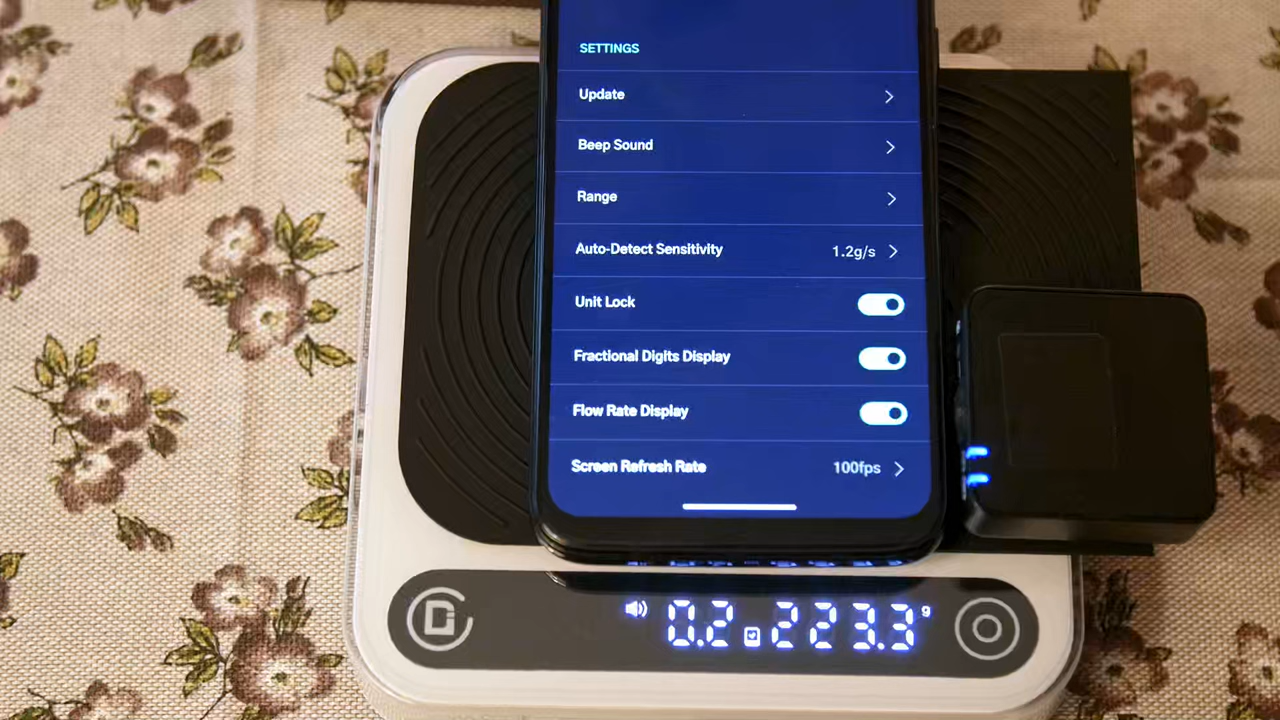 SETTINGS
Update
Beep Sound
Range
Auto-Detect Sensitivity 1.2g/s
Unit Lock
Fractional Digits Display
Flow Rate Display
Screen Refresh Rate 100fps
0.2 2223.3 g